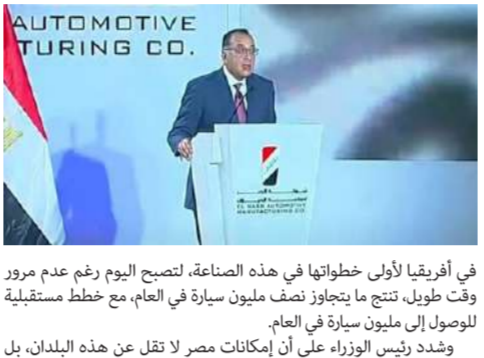 AUTOMOTIVE
TURING CO.
EL NASR AUTOMOTIVE
MANUFACTURING CO.
في أفريقيا لأولى خطواتها في هذه الصناعة، لتصبح اليوم رغم عدم مرور
وقت طويل، تنتج ما يتجاوز نصف مليون سيارة في العام، مع خطط مستقبلية
للوصول إلى مليون سيارة في العام.
وشدد رئيس الوزراء على أن إمكانات مصر لا تقل عن هذه البلدان، بل